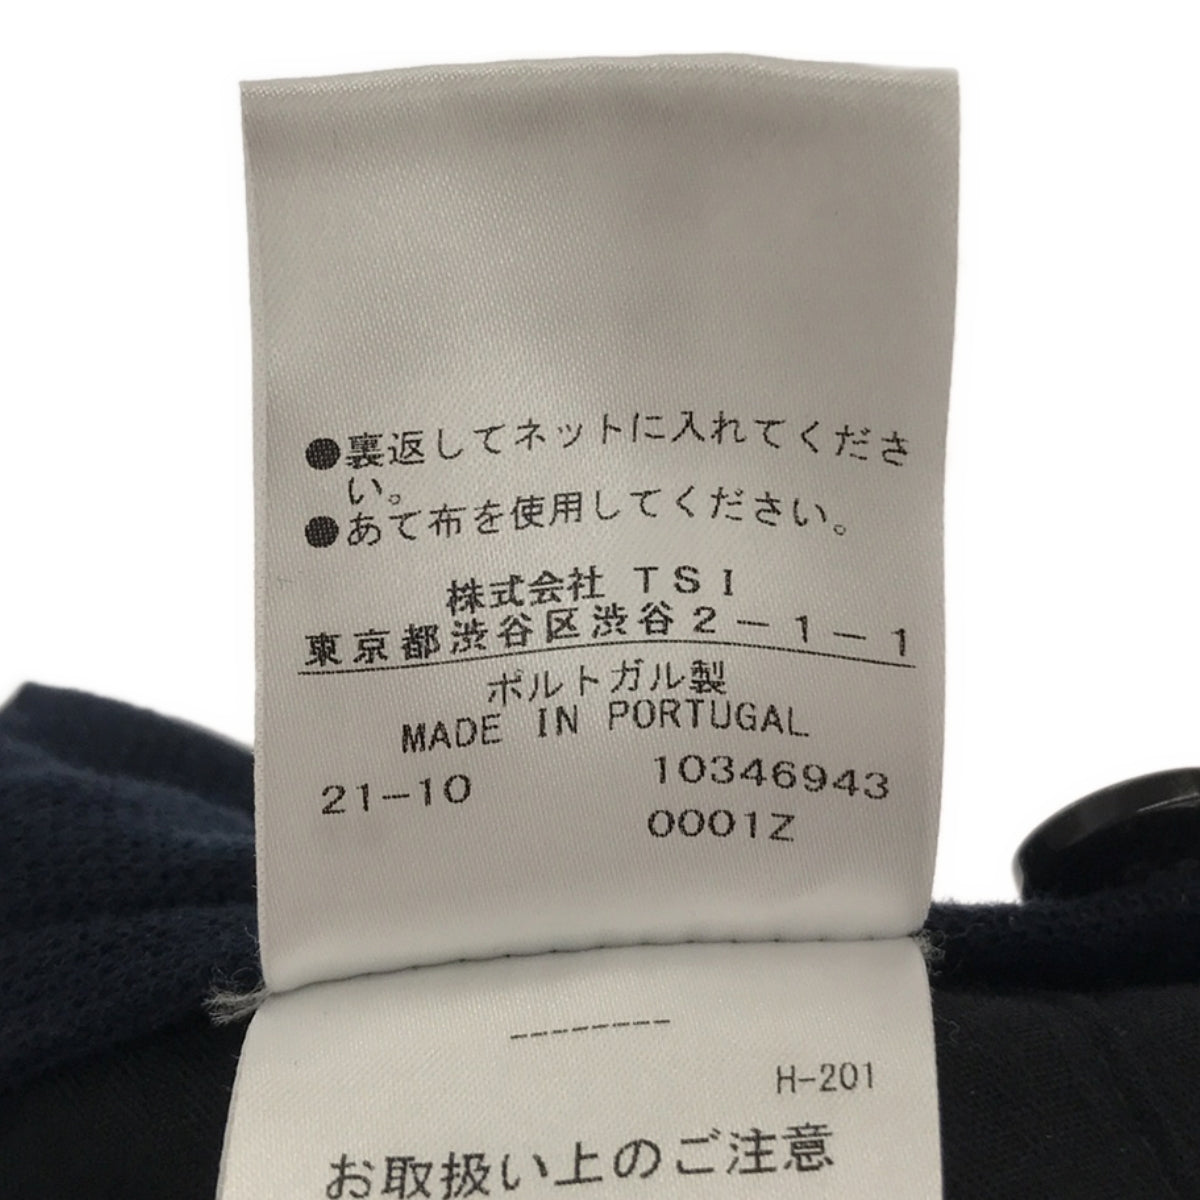 ●裏返してネットに入れてくださ
い。
●あて布を使用してください。
株式会社 TSI
東京都渋谷区渋谷2-1-1
ポルトガル製
MADE IN PORTUGAL
21-10 10346943
0001Z
--------
H-201
お取扱い上のご注意